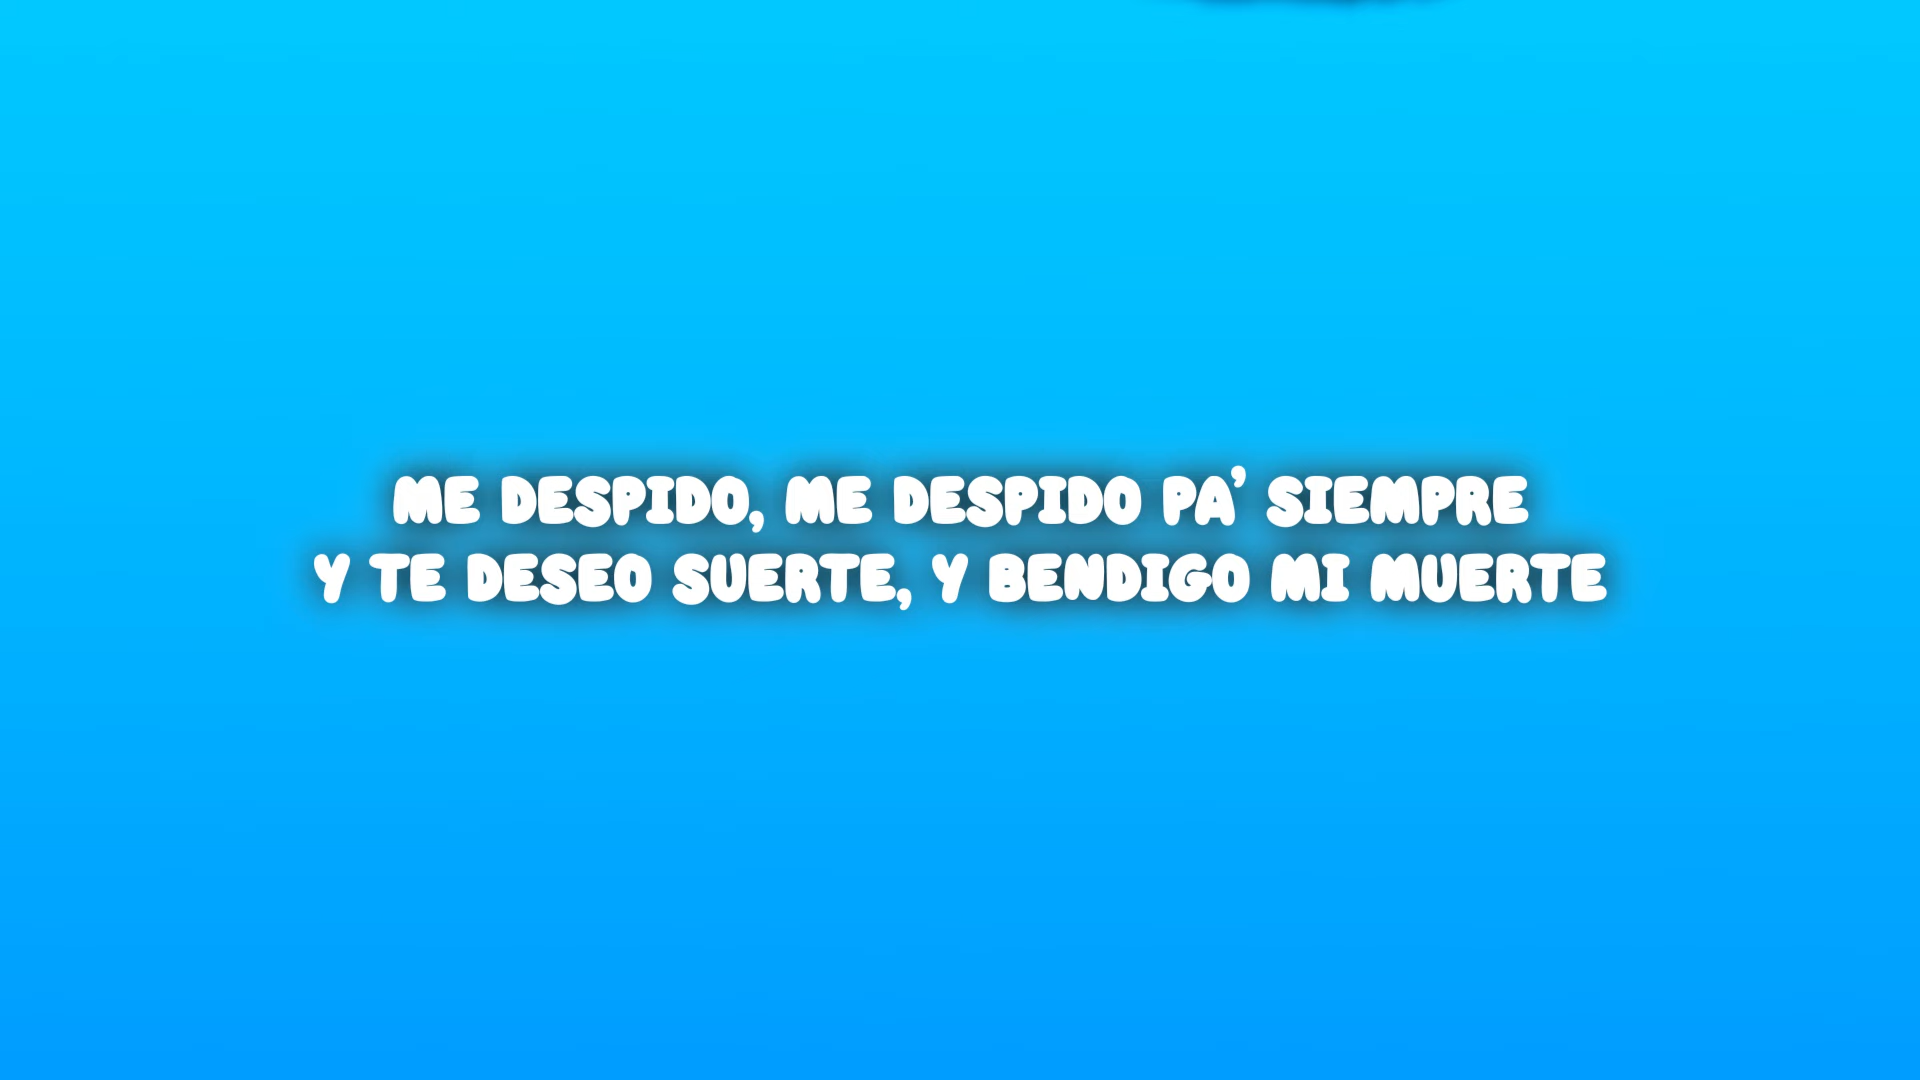 ME DESPIDO, ME DESPIDO PA' SIEMPRE
Y TE DESEO SUERTE, Y BENDIGO MI MUERTE